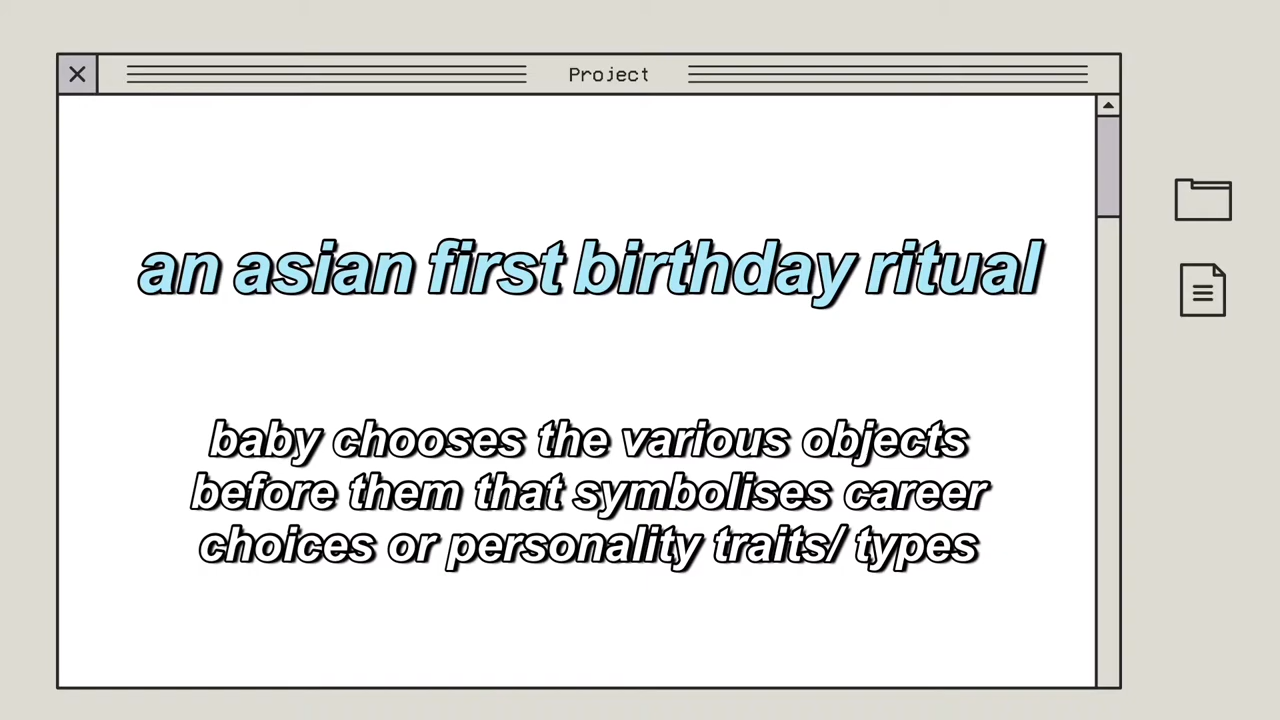 Project
an asian first birthday ritual
baby chooses the various objects
before them that symbolises career
choices or personality traits/ types